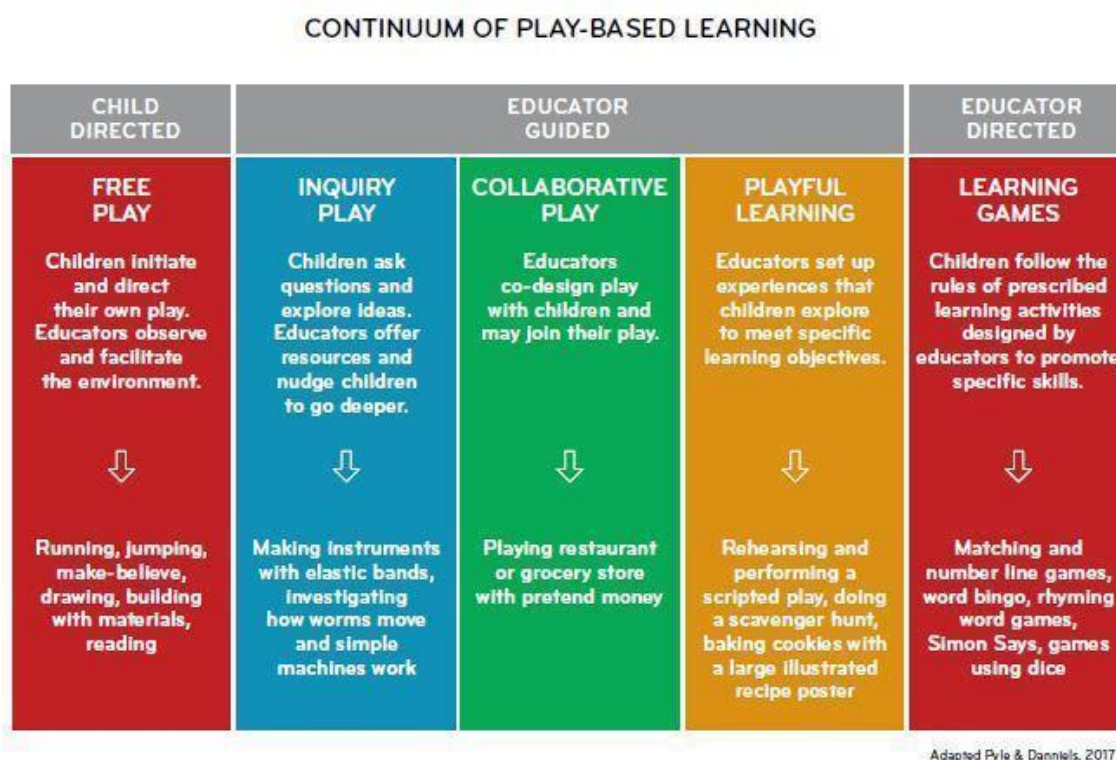 CONTINUUM OF PLAY-BASED LEARNING
CHILD
DIRECTED
EDUCATOR
GUIDED
EDUCATOR
DIRECTED
FREE
PLAY
Children initiate
and direct
their own play.
Educators observe
and facilitate
the environment.
Running, jumping,
make-believe,
drawing, building
with materials,
reading
INQUIRY
PLAY
Children ask
questions and
explore ideas.
Educators offer
resources and
nudge children
to go deeper.
Making instruments
with elastic bands,
investigating
how worms move
and simple
machines work
COLLABORATIVE
PLAY
Educators
co-design play
with children and
may join their play.
Playing restaurant
or grocery store
with pretend money
PLAYFUL
LEARNING
Educators set up
experiences that
children explore
to meet specific
learning objectives.
Rehearsing and
performing a
scripted play, doing
a scavenger hunt,
baking cookies with
a large illustrated
recipe poster
LEARNING
GAMES
Children follow the
rules of prescribed
learning activities
designed by
educators to promote
specific skills.
Matching and
number line games,
word bingo, rhyming
word games,
Simon Says, games
using dice
Adapted Pyle & Danniels, 2017